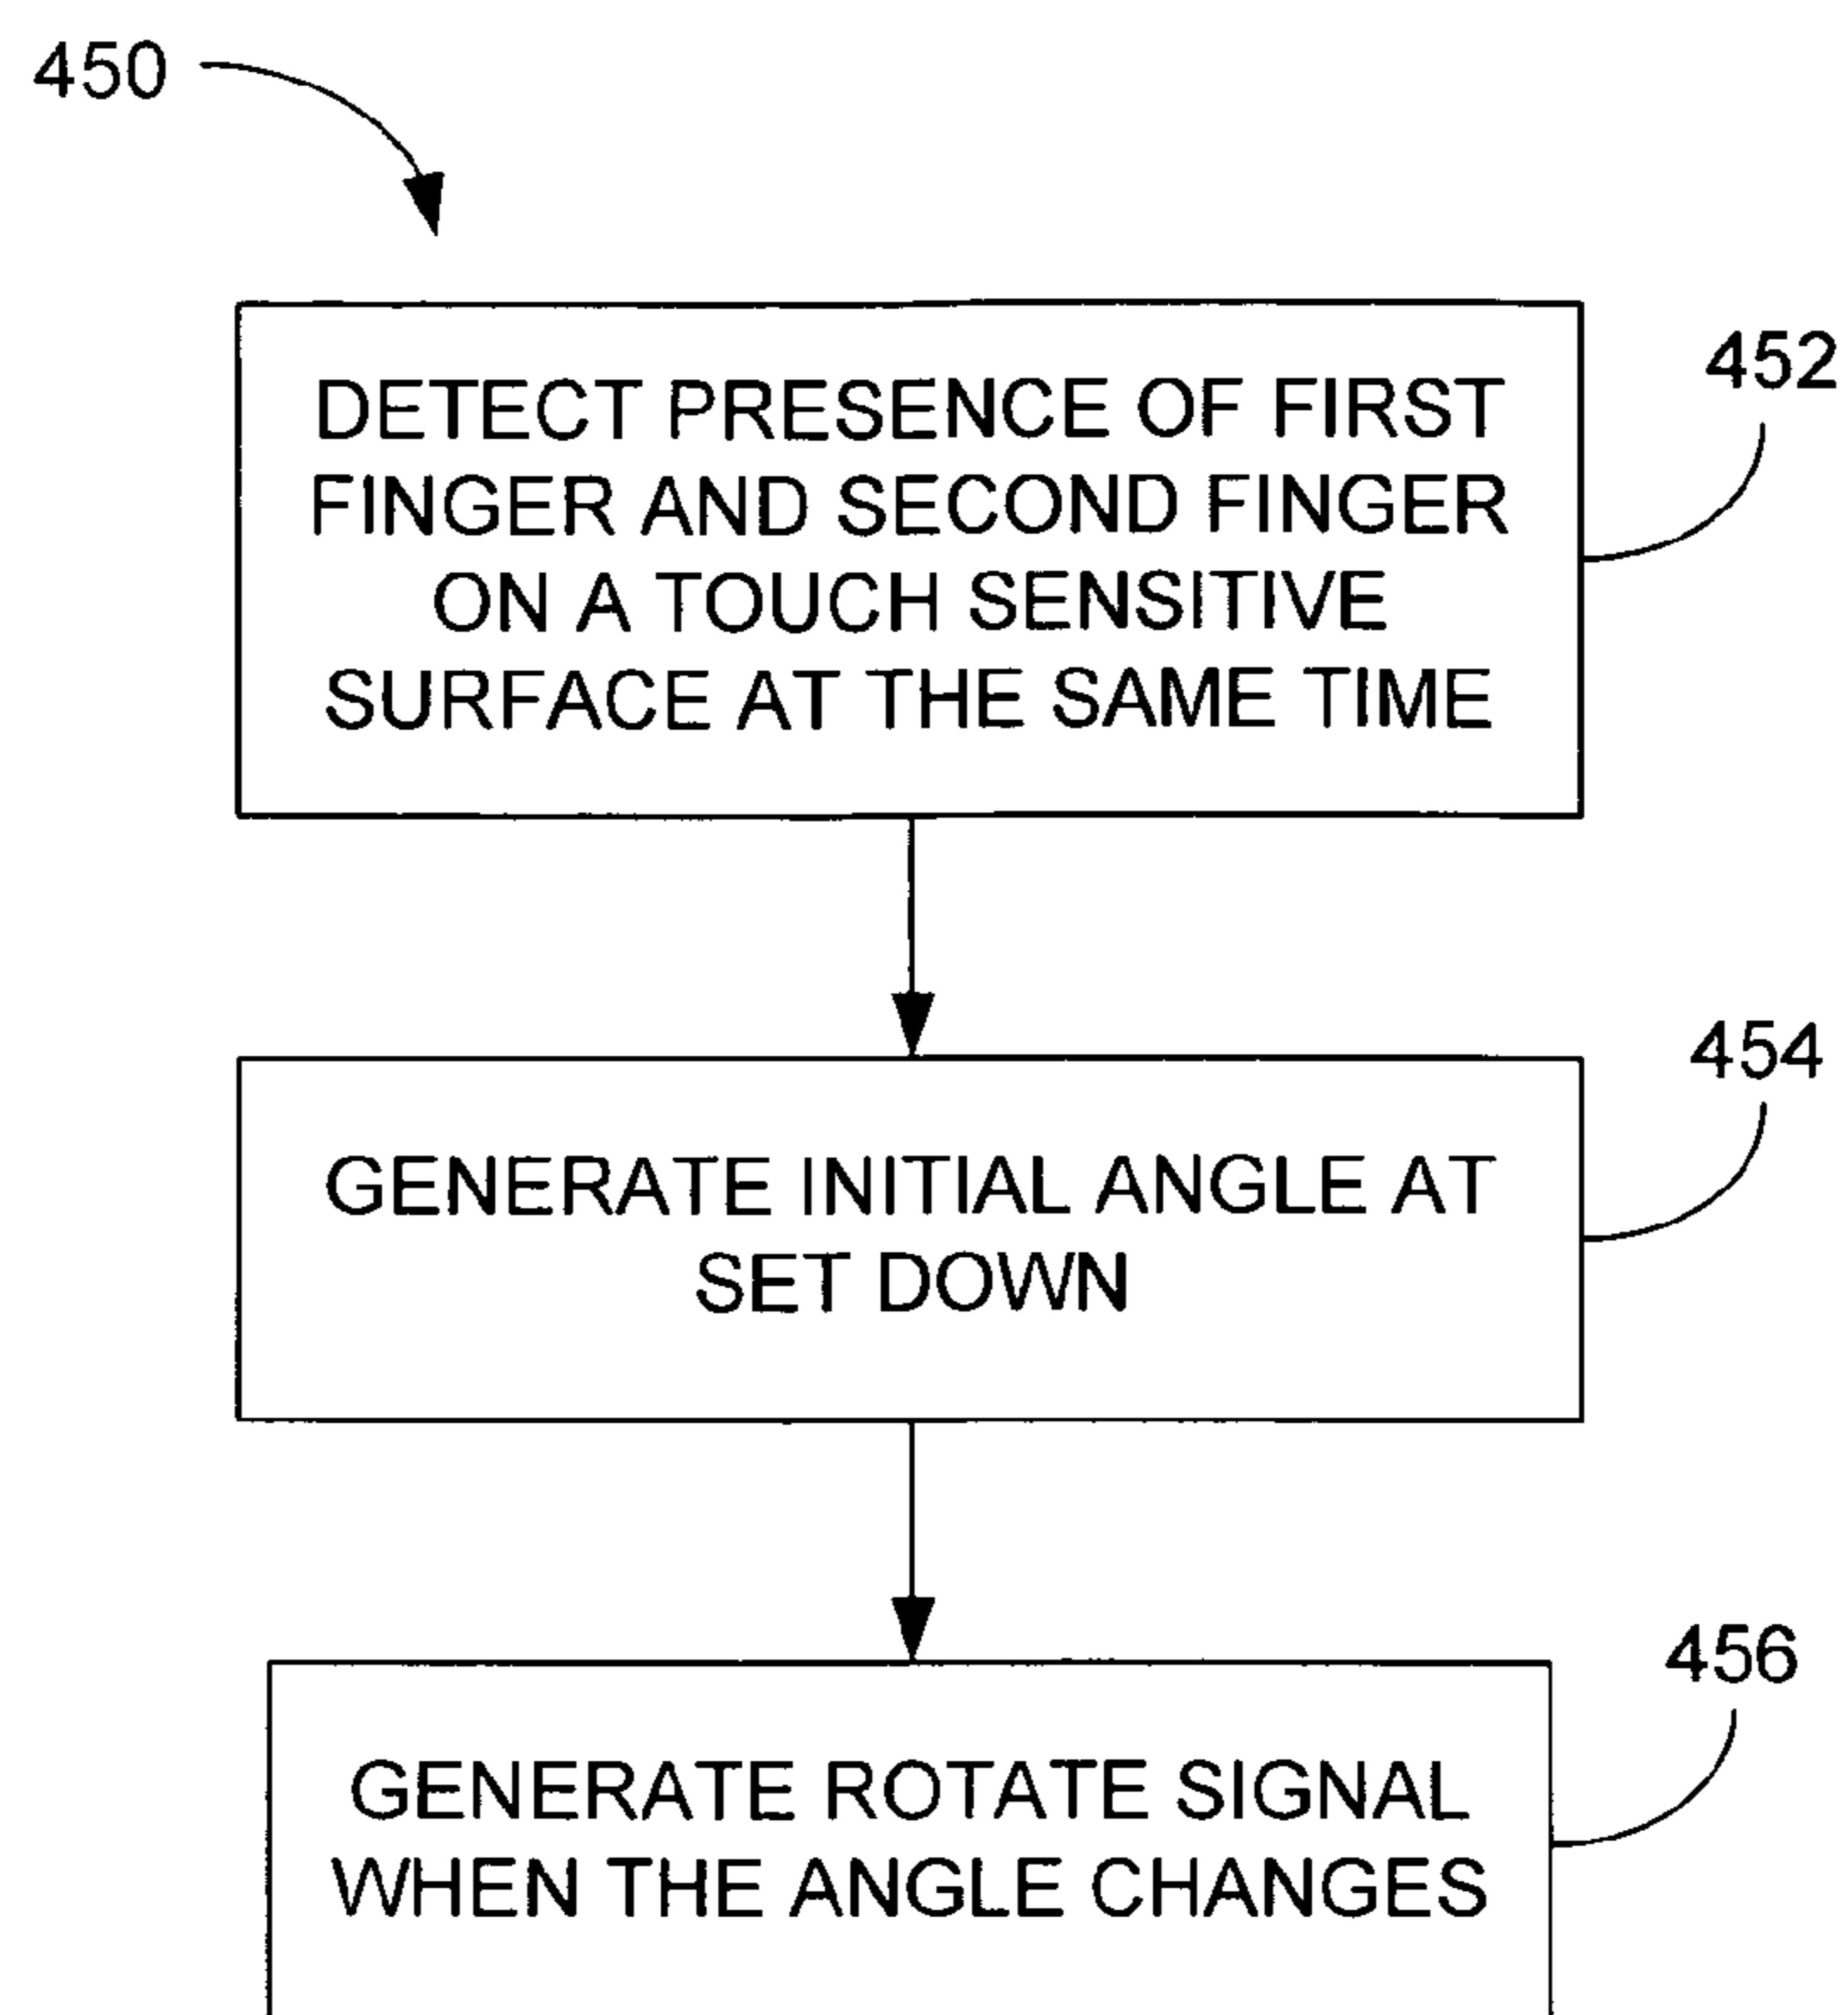 450
DETECT PRESENCE OF FIRST
FINGER AND SECOND FINGER
ON A TOUCH SENSITIVE
SURFACE AT THE SAME TIME
452
GENERATE INITIAL ANGLE AT
SET DOWN
454
GENERATE ROTATE SIGNAL
WHEN THE ANGLE CHANGES
456